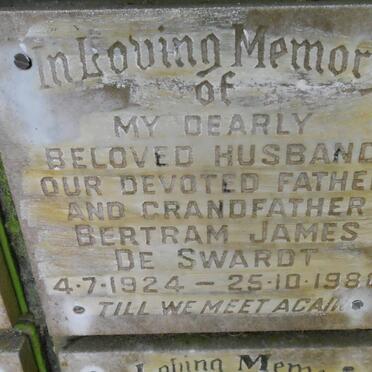 In Loving Memor
of
MY DEARLY
BELOVED HUSBAND
OUR DEVOTED FATHE
AND GRANDFATHER
BERTRAM JAMES
DE SWARDT
4·7·1924 — 25·10·198
TILL WE MEET AGAIN
Loving Mem